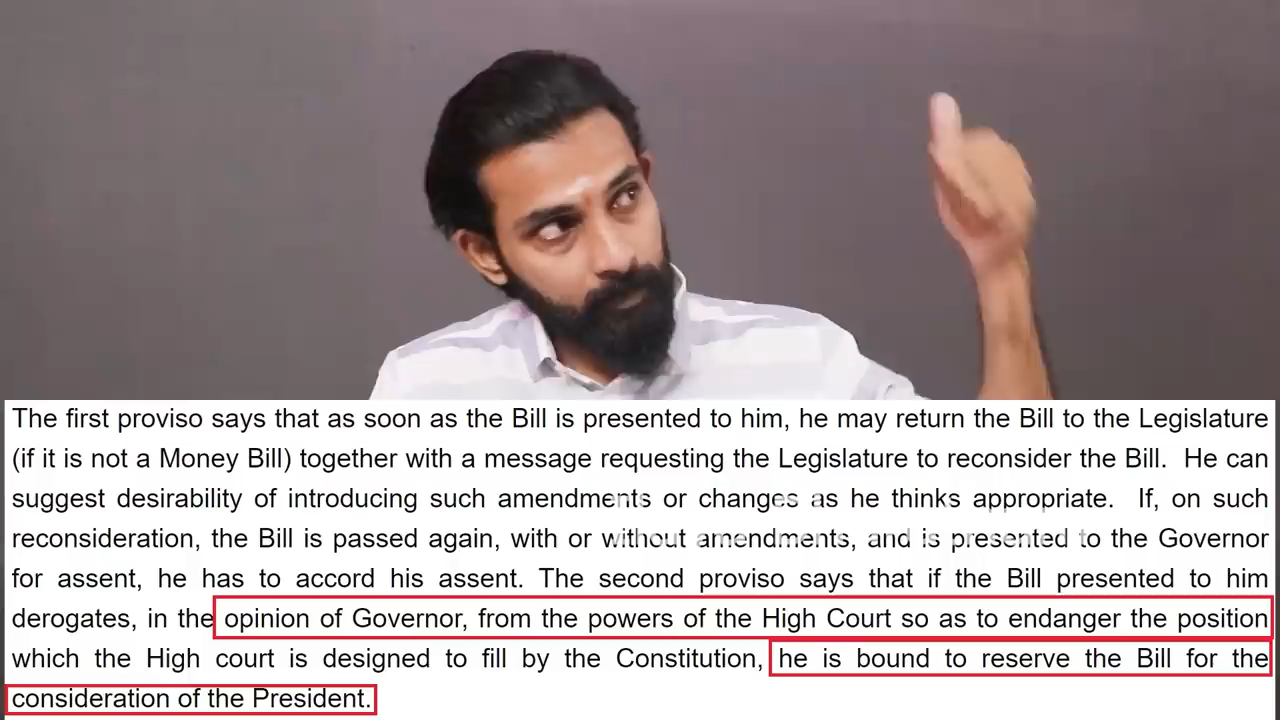 The first proviso says that as soon as the Bill is presented to him, he may return the Bill to the Legislature
(if it is not a Money Bill) together with a message requesting the Legislature to reconsider the Bill. He can
suggest desirability of introducing such amendments or changes as he thinks appropriate. If, on such
reconsideration, the Bill is passed again, with or without amendments, and is presented to the Governor
for assent, he has to accord his assent. The second proviso says that if the Bill presented to him
derogates, in the opinion of Governor, from the powers of the High Court so as to endanger the position
which the High court is designed to fill by the Constitution, he is bound to reserve the Bill for the
consideration of the President.